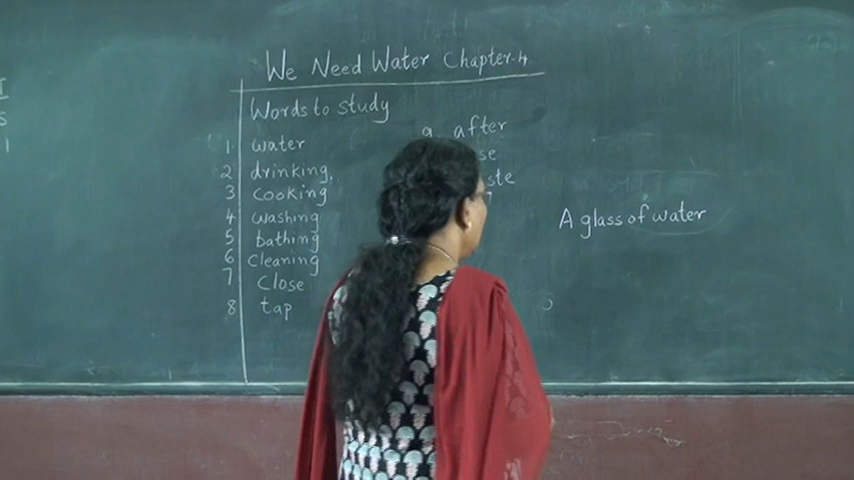 We Need Water Chapter-4
Words to study
1 water
2 drinking,
3 cooking
4 washing
5 bathing
6 cleaning
7 close
8 tap
9 after
se
ste
A glass of water